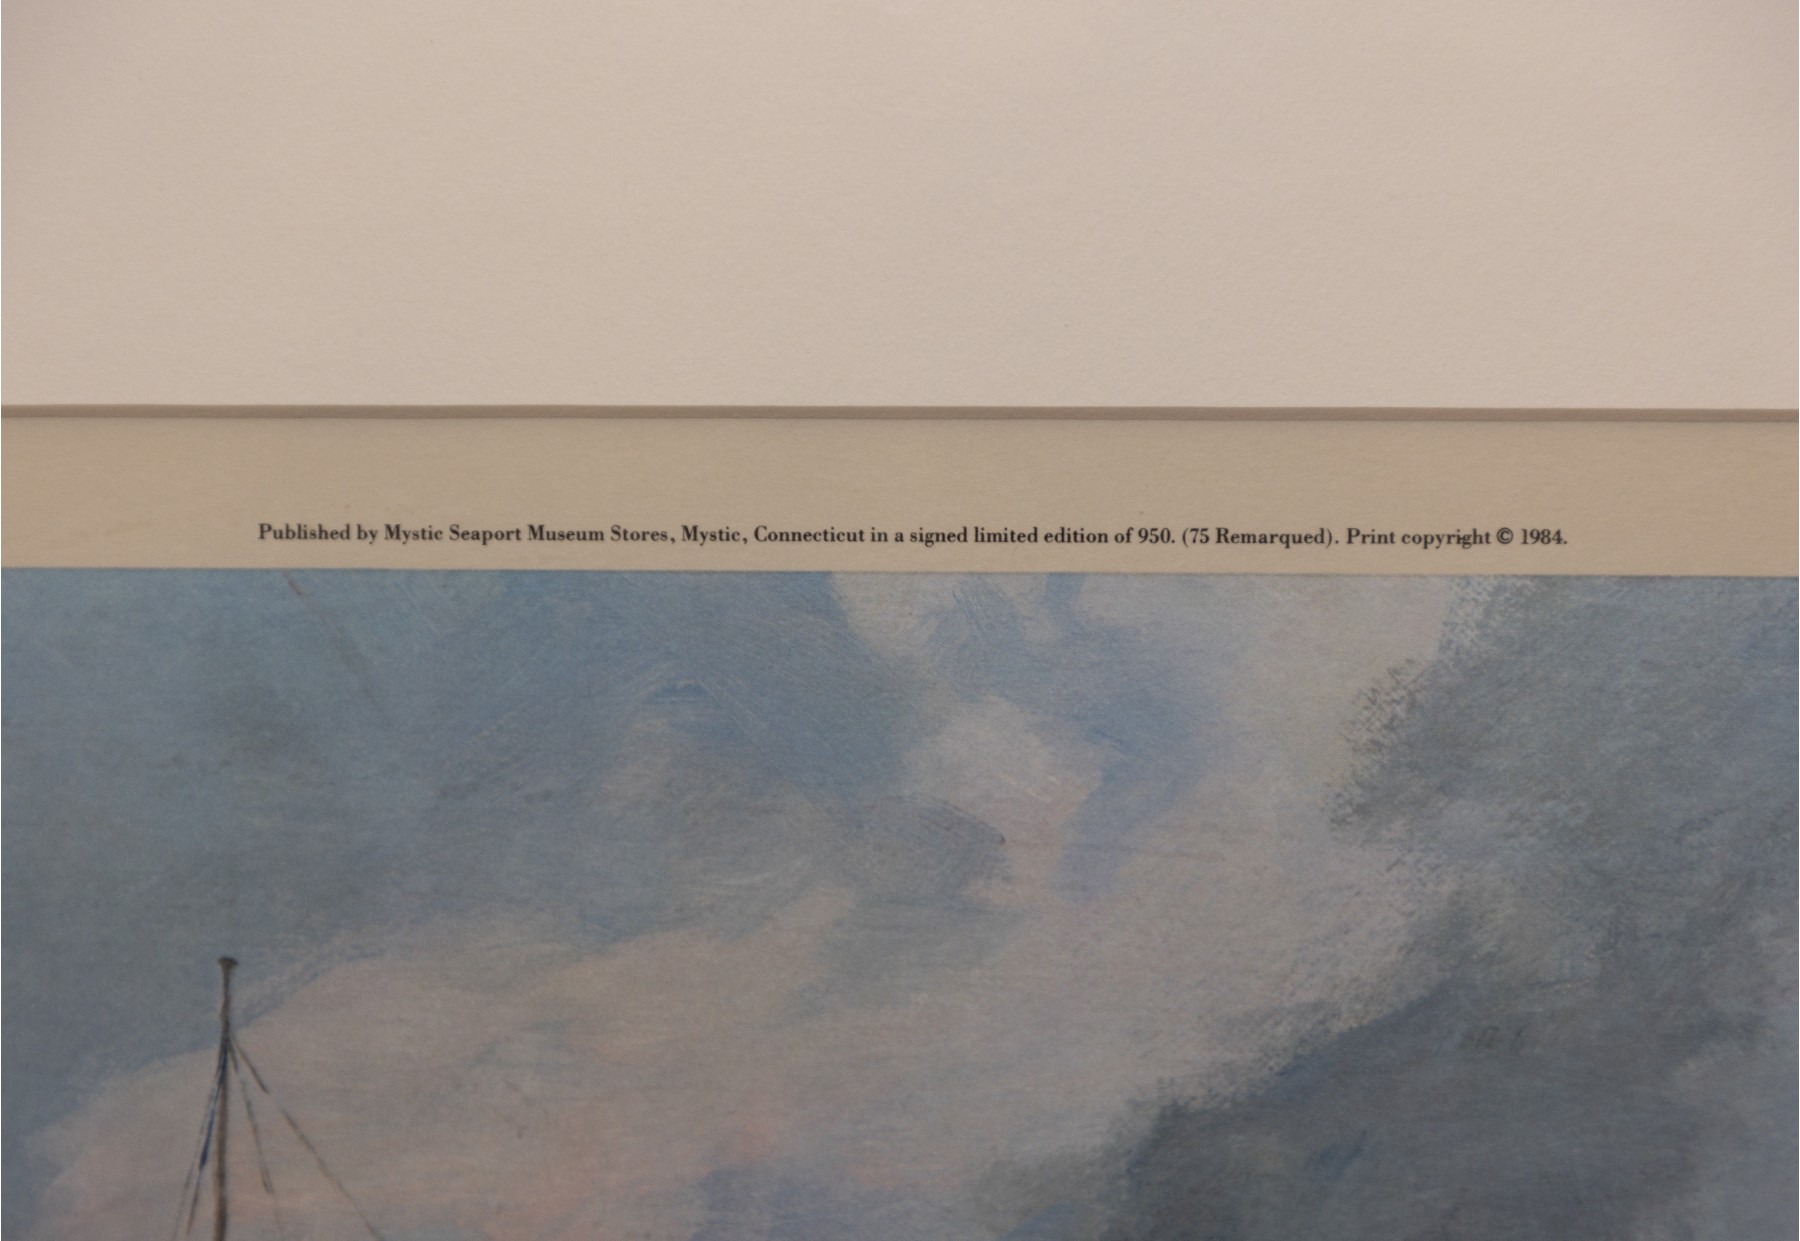 Published by Mystic Seaport Museum Stores, Mystic, Connecticut in a signed limited edition of 950. (75 Remarqued). Print copyright © 1984.